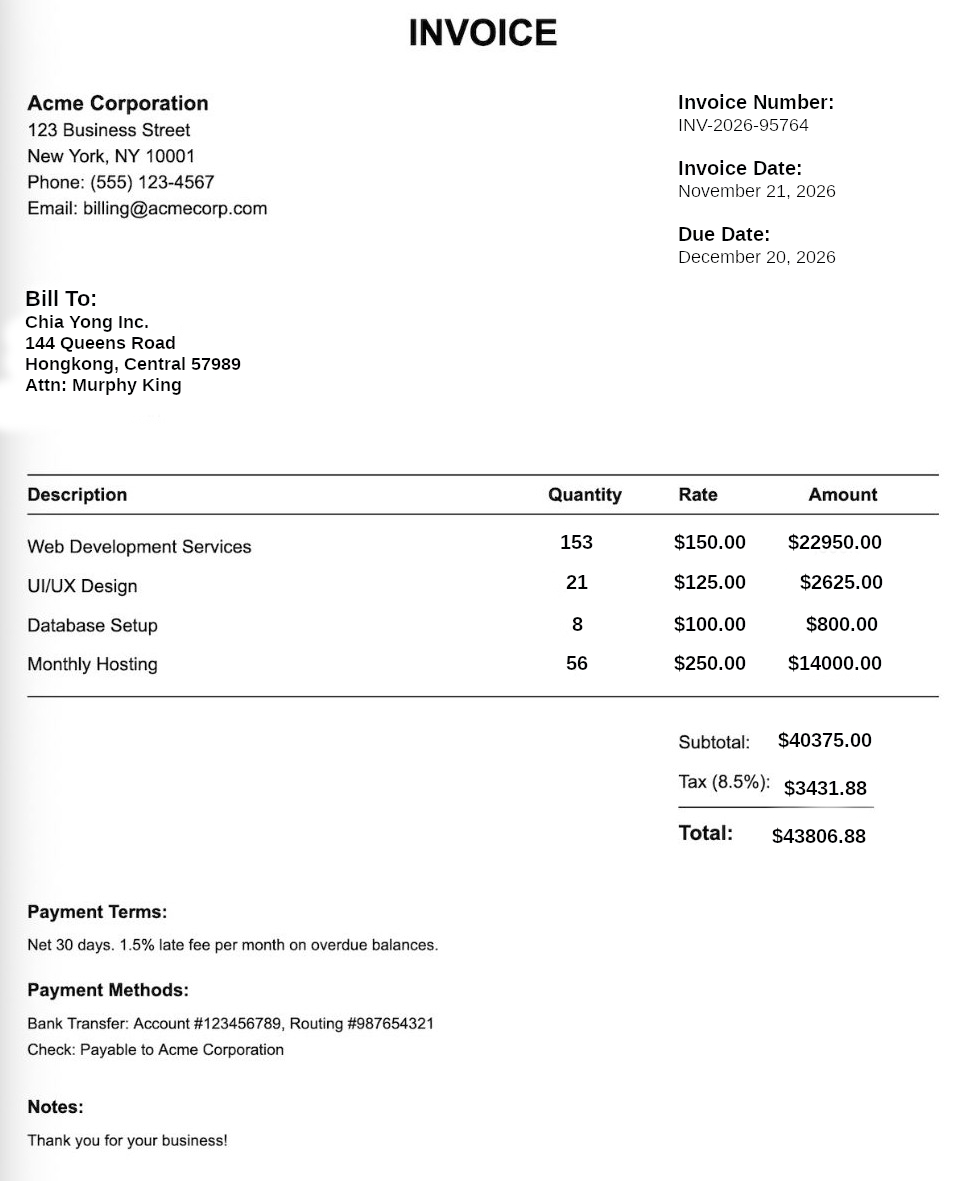 INVOICE
Acme Corporation
123 Business Street
New York, NY 10001
Phone: (555) 123-4567
Email: billing@acmecorp.com
Invoice Number:
INV-2026-95764
Invoice Date:
November 21, 2026
Due Date:
December 20, 2026
Bill To:
Chia Yong Inc.
144 Queens Road
Hongkong, Central 57989
Attn: Murphy King
Description Quantity Rate Amount
Web Development Services 153 $150.00 $22950.00
UI/UX Design 21 $125.00 $2625.00
Database Setup 8 $100.00 $800.00
Monthly Hosting 56 $250.00 $14000.00
Subtotal: $40375.00
Tax (8.5%): $3431.88
Total: $43806.88
Payment Terms:
Net 30 days. 1.5% late fee per month on overdue balances.
Payment Methods:
Bank Transfer: Account #123456789, Routing #987654321
Check: Payable to Acme Corporation
Notes:
Thank you for your business!